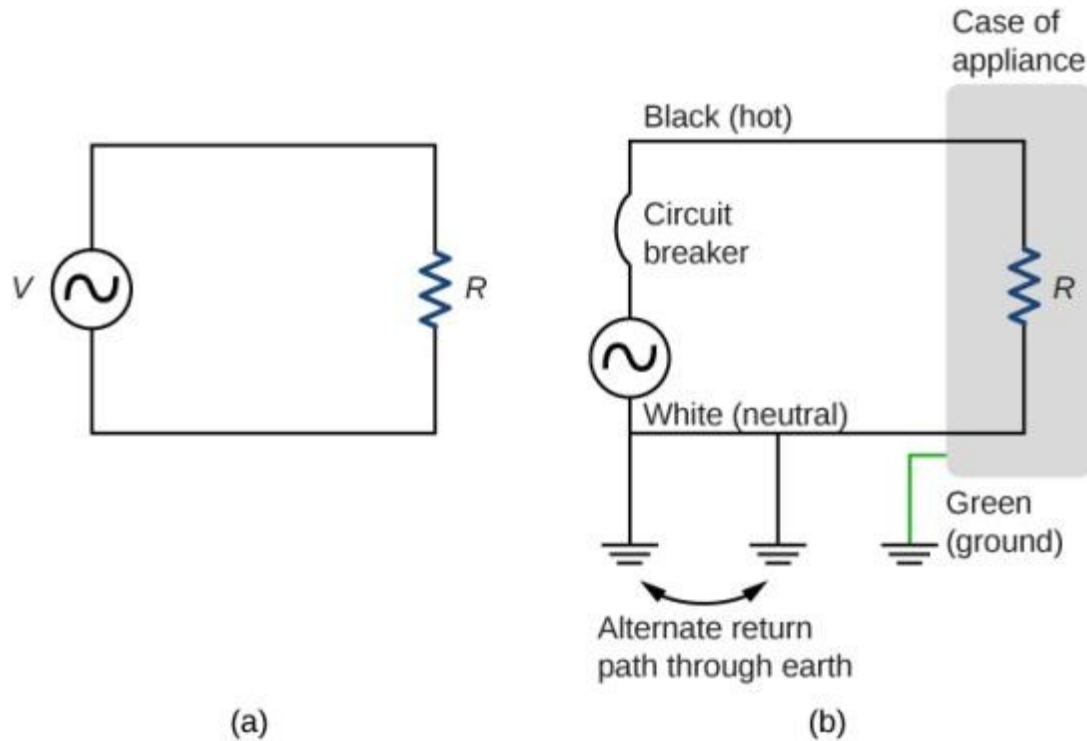 V
R
(a)
Case of
appliance
Black (hot)
Circuit
breaker
R
White (neutral)
Green
(ground)
Alternate return
path through earth
(b)